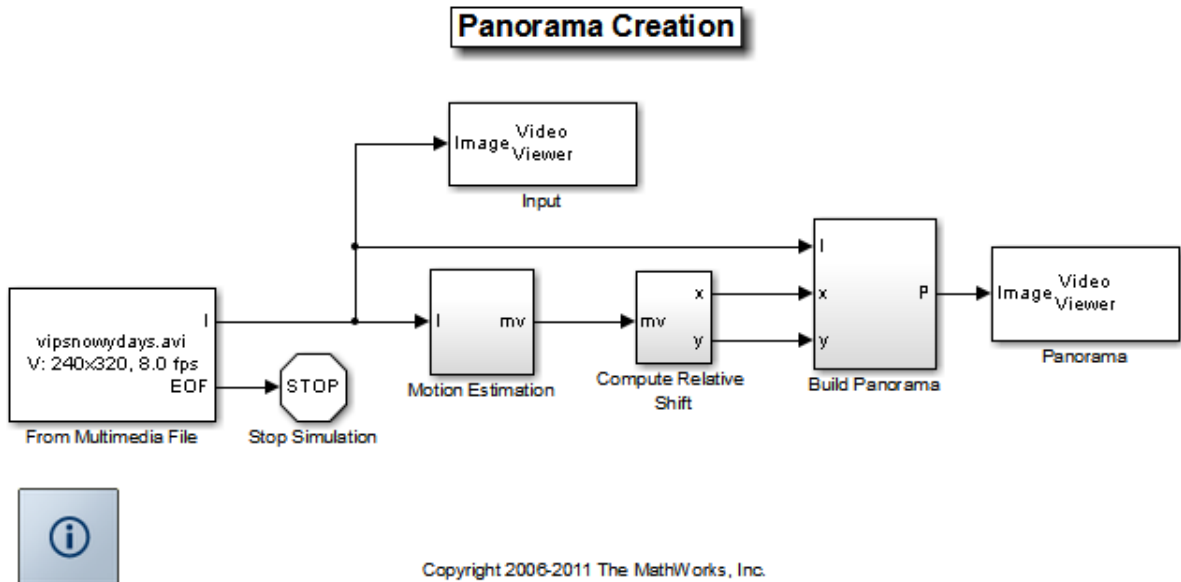 Panorama Creation
Image Video Viewer
Input
vipsnowydays.avi
V: 240x320, 8.0 fps
I
EOF
From Multimedia File
STOP
Stop Simulation
I mv
Motion Estimation
mv x y
Compute Relative
Shift
I x y P
Build Panorama
Image Video Viewer
Panorama
i
Copyright 2006-2011 The MathWorks, Inc.